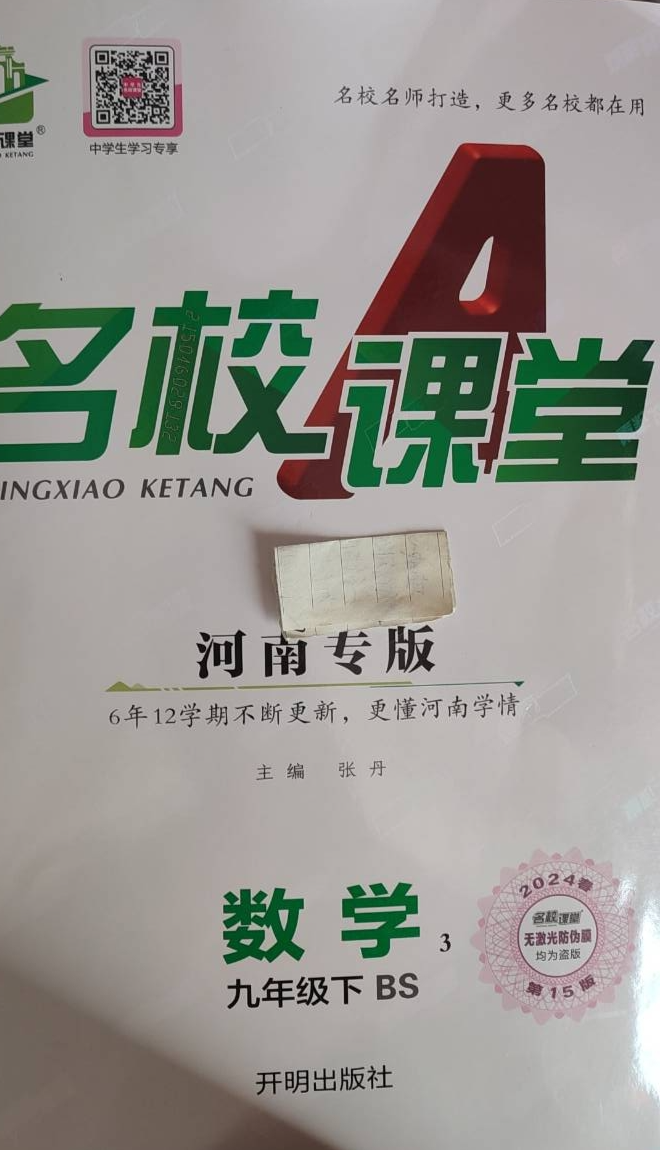 课堂®
KETANG
中学生学习专享
名校名师打造，更多名校都在用
A
名校课堂
INGXIAO KETANG
河南专版
6年12学期不断更新，更懂河南学情
主编 张丹
数学 3
九年级下 BS
2024春
名校课堂
无激光防伪膜
均为盗版
第15版
开明出版社